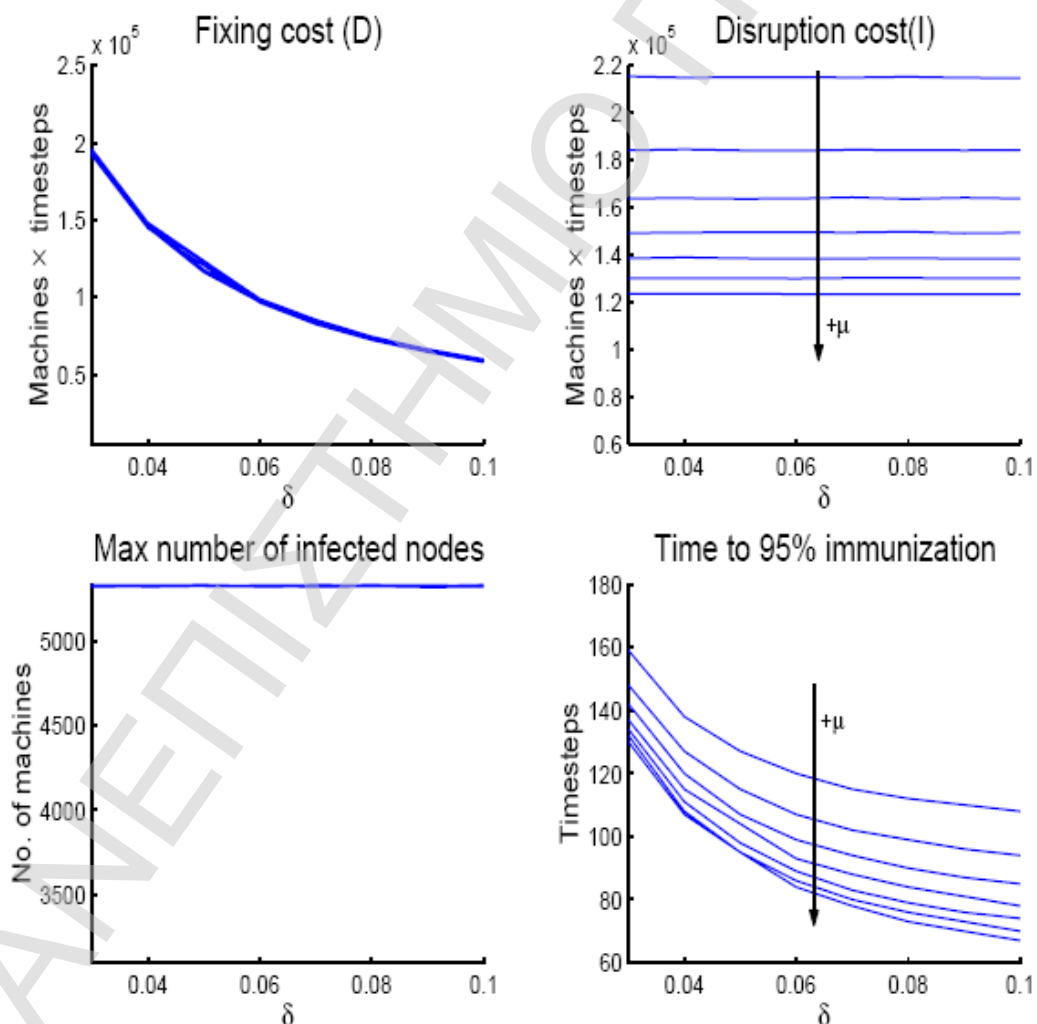 Fixing cost (D)
x 10⁵
2.5
2
1.5
1
0.5
Machines × timesteps
0.04 0.06 0.08 0.1
δ
Disruption cost(I)
x 10⁵
2.2
2
1.8
1.6
1.4
1.2
1
0.8
0.6
Machines × timesteps
+μ
0.04 0.06 0.08 0.1
δ
Max number of infected nodes
5000
4500
4000
3500
No. of machines
0.04 0.06 0.08 0.1
δ
Time to 95% immunization
180
160
140
120
100
80
60
Timesteps
+μ
0.04 0.06 0.08 0.1
δ
ΑΝΕΠΙΣΤΗΜΙΟ Π